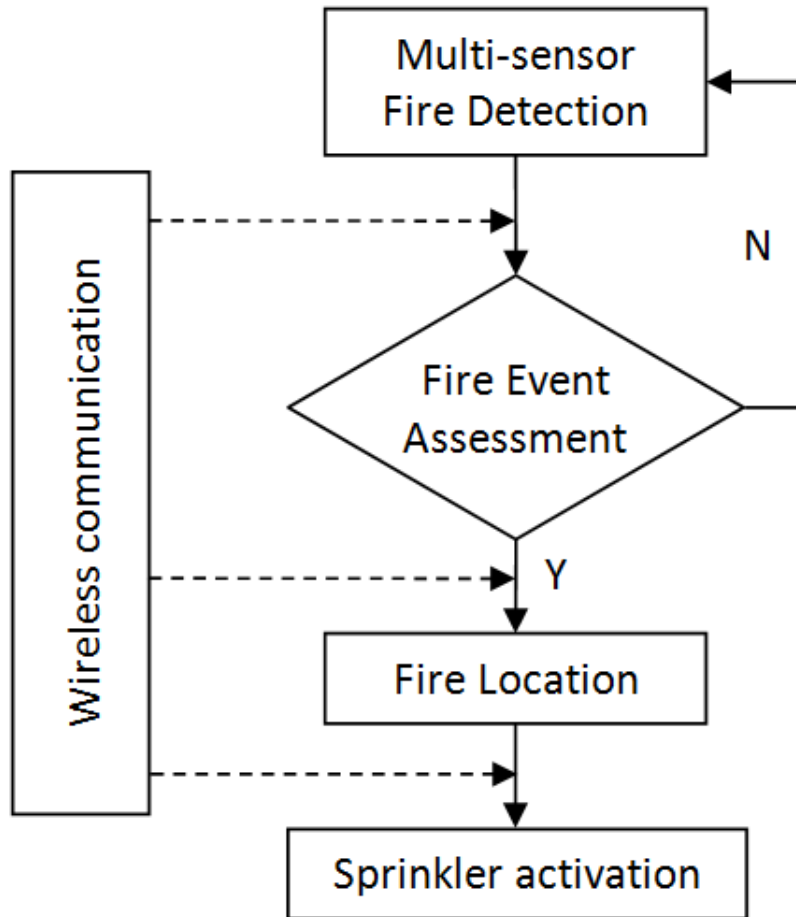 Multi-sensor
Fire Detection
N
Wireless communication
Fire Event
Assessment
Y
Fire Location
Sprinkler activation